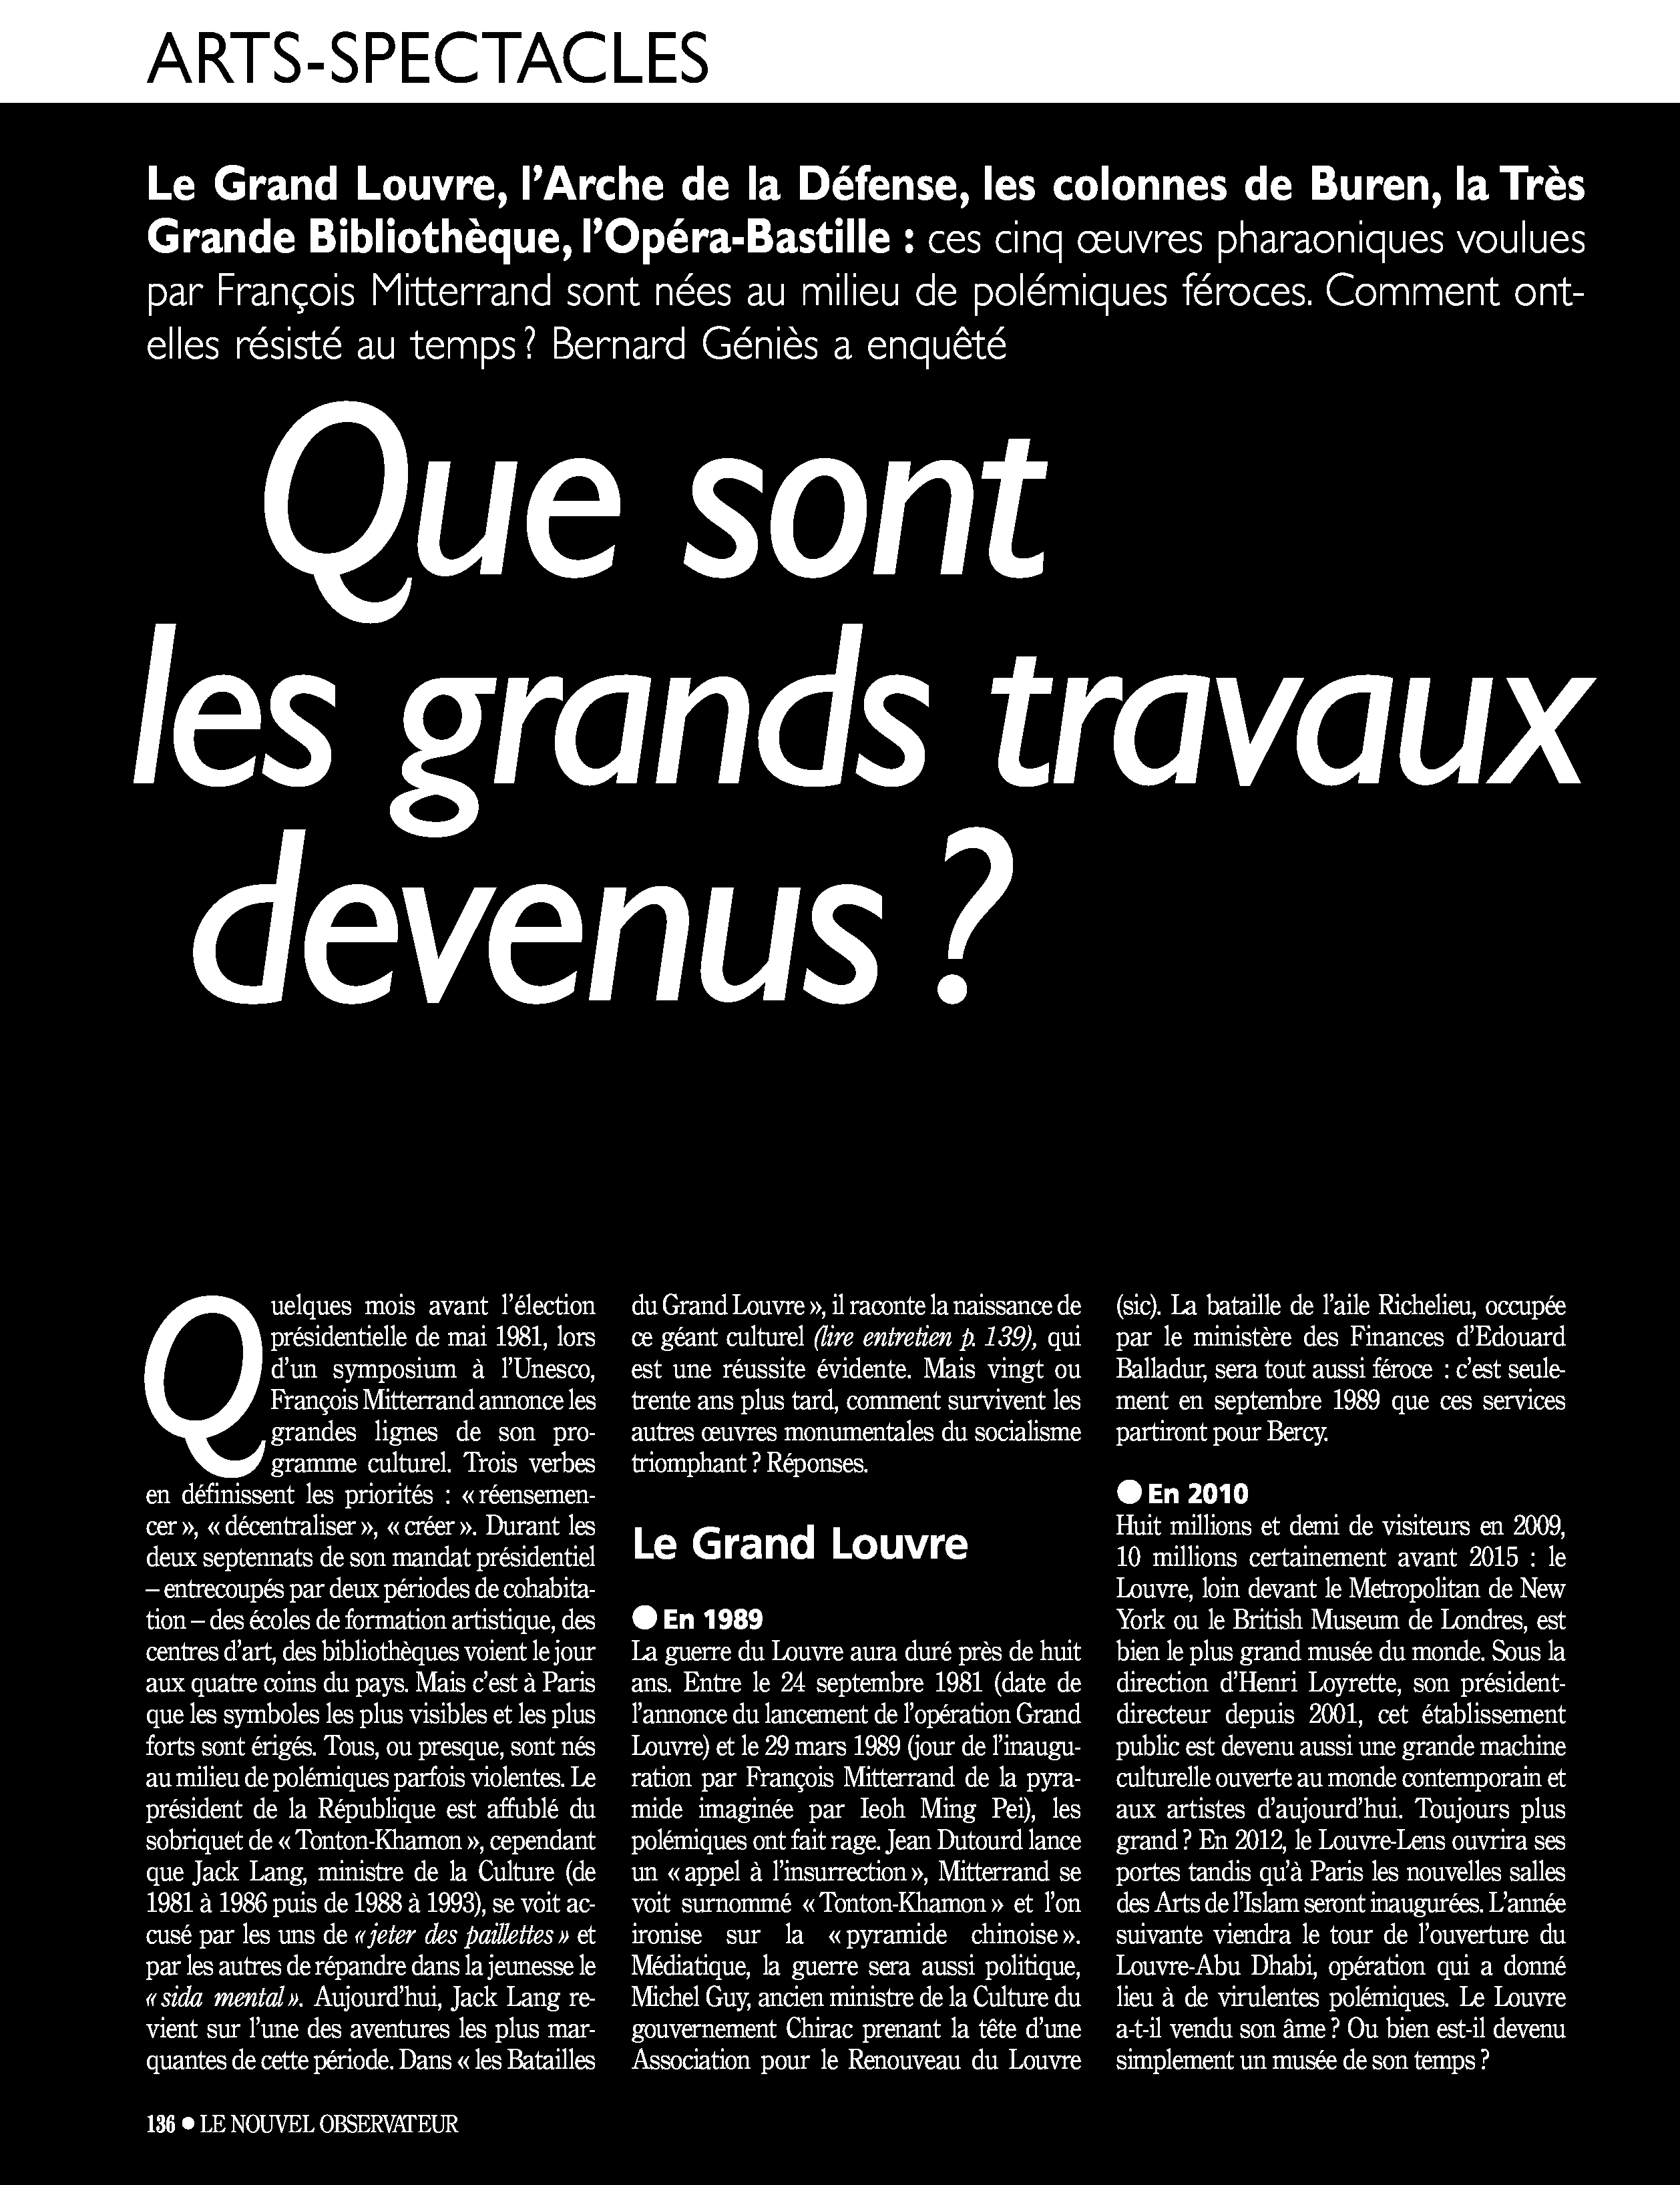 ARTS-SPECTACLES
Le Grand Louvre, l’Arche de la Défense, les colonnes de Buren, la Très
Grande Bibliothèque, l’Opéra-Bastille : ces cinq œuvres pharaoniques voulues
par François Mitterrand sont nées au milieu de polémiques féroces. Comment ont-
elles résisté au temps ? Bernard Géniès a enquêté
Que sont
les grands travaux
devenus ?
Quelques mois avant l’élection
présidentielle de mai 1981, lors
d’un symposium à l’Unesco,
François Mitterrand annonce les
grandes lignes de son pro-
gramme culturel. Trois verbes
en définissent les priorités : « réensemen-
cer », « décentraliser », « créer ». Durant les
deux septennats de son mandat présidentiel
– entrecoupés par deux périodes de cohabita-
tion – des écoles de formation artistique, des
centres d’art, des bibliothèques voient le jour
aux quatre coins du pays. Mais c’est à Paris
que les symboles les plus visibles et les plus
forts sont érigés. Tous, ou presque, sont nés
au milieu de polémiques parfois violentes. Le
président de la République est affublé du
sobriquet de « Tonton-Khamon », cependant
que Jack Lang, ministre de la Culture (de
1981 à 1986 puis de 1988 à 1993), se voit ac-
cusé par les uns de « jeter des paillettes » et
par les autres de répandre dans la jeunesse le
« sida mental ». Aujourd’hui, Jack Lang re-
vient sur l’une des aventures les plus mar-
quantes de cette période. Dans « les Batailles
du Grand Louvre », il raconte la naissance de
ce géant culturel (lire entretien p. 139), qui
est une réussite évidente. Mais vingt ou
trente ans plus tard, comment survivent les
autres œuvres monumentales du socialisme
triomphant ? Réponses.
Le Grand Louvre
● En 1989
La guerre du Louvre aura duré près de huit
ans. Entre le 24 septembre 1981 (date de
l’annonce du lancement de l’opération Grand
Louvre) et le 29 mars 1989 (jour de l’inaugu-
ration par François Mitterrand de la pyra-
mide imaginée par Ieoh Ming Pei), les
polémiques ont fait rage. Jean Dutourd lance
un « appel à l’insurrection », Mitterrand se
voit surnommé « Tonton-Khamon » et l’on
ironise sur la « pyramide chinoise ».
Médiatique, la guerre sera aussi politique,
Michel Guy, ancien ministre de la Culture du
gouvernement Chirac prenant la tête d’une
Association pour le Renouveau du Louvre
(sic). La bataille de l’aile Richelieu, occupée
par le ministère des Finances d’Edouard
Balladur, sera tout aussi féroce : c’est seule-
ment en septembre 1989 que ces services
partiront pour Bercy.
● En 2010
Huit millions et demi de visiteurs en 2009,
10 millions certainement avant 2015 : le
Louvre, loin devant le Metropolitan de New
York ou le British Museum de Londres, est
bien le plus grand musée du monde. Sous la
direction d’Henri Loyrette, son président-
directeur depuis 2001, cet établissement
public est devenu aussi une grande machine
culturelle ouverte au monde contemporain et
aux artistes d’aujourd’hui. Toujours plus
grand ? En 2012, le Louvre-Lens ouvrira ses
portes tandis qu’à Paris les nouvelles salles
des Arts de l’Islam seront inaugurées. L’année
suivante viendra le tour de l’ouverture du
Louvre-Abu Dhabi, opération qui a donné
lieu à de virulentes polémiques. Le Louvre
a-t-il vendu son âme ? Ou bien est-il devenu
simplement un musée de son temps ?
136 ● LE NOUVEL OBSERVATEUR